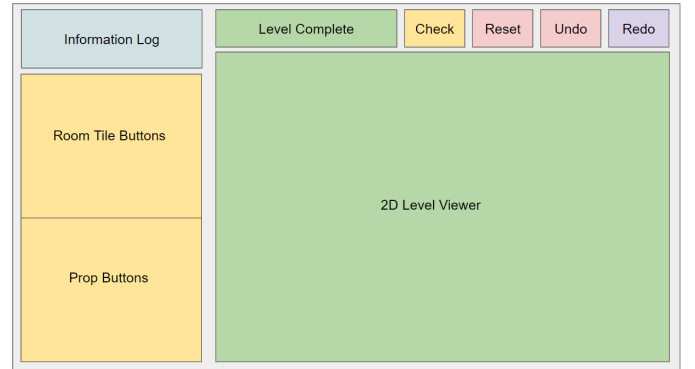 Information Log
Level Complete
Check
Reset
Undo
Redo
Room Tile Buttons
2D Level Viewer
Prop Buttons